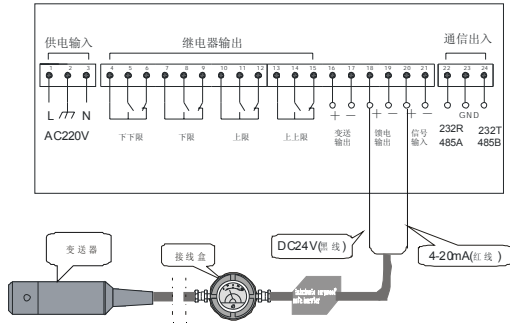 供电输入 继电器输出 通信出入
1 2 3 4 5 6 7 8 9 10 11 12 13 14 15 16 17 18 19 20 21 22 23 24
L N
AC220V
下下限 下限 上限 上上限
+ − + − + −
变送输出 馈电输出 信号输入
GND
232R 232T
485A 485B
DC24V(黑线)
4-20mA(红线)
变送器
接线盒